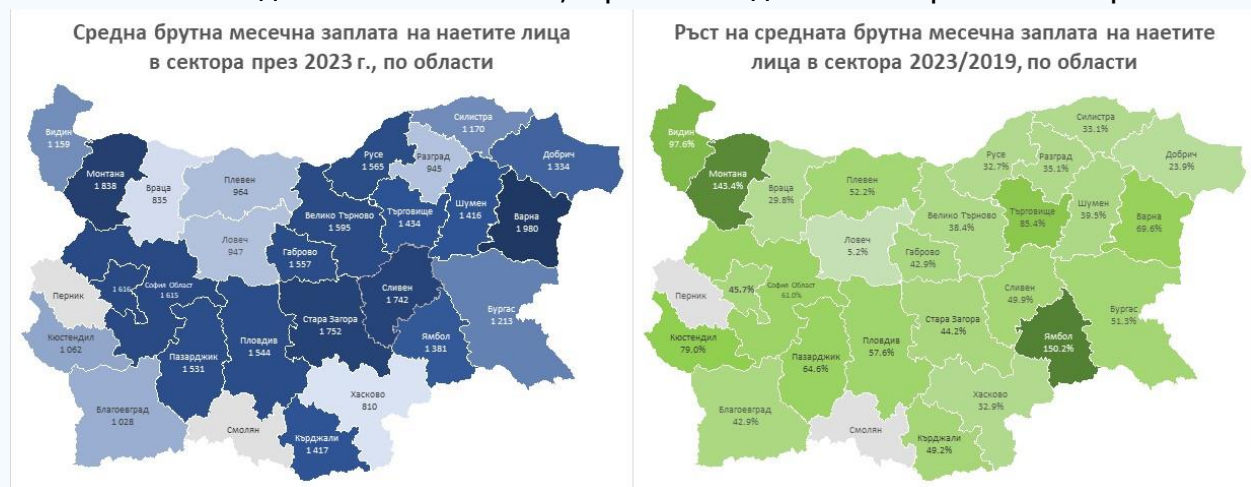 Средна брутна месечна заплата на наетите лица
в сектора през 2023 г., по области
Видин
1 159
Монтана
1 838
Враца
835
Плевен
964
Ловеч
947
Велико Търново
1 595
Габрово
1 557
Русе
1 565
Разград
945
Силистра
1 170
Добрич
1 334
Търговище
1 434
Шумен
1 416
Варна
1 980
Перник
1 616
София Област
1 615
Кюстендил
1 062
Благоевград
1 028
Пазарджик
1 531
Пловдив
1 544
Смолян
Стара Загора
1 752
Сливен
1 742
Ямбол
1 381
Бургас
1 213
Хасково
810
Кърджали
1 417
Ръст на средната брутна месечна заплата на наетите
лица в сектора 2023/2019, по области
Видин
97.6%
Монтана
143.4%
Враца
29.8%
Плевен
52.2%
Ловеч
5.2%
Велико Търново
38.4%
Габрово
42.9%
Русе
32.7%
Разград
35.1%
Силистра
33.1%
Добрич
23.9%
Търговище
85.4%
Шумен
39.5%
Варна
69.6%
Перник
45.7%
София Област
61.0%
Кюстендил
79.0%
Благоевград
42.9%
Пазарджик
64.6%
Пловдив
57.6%
Смолян
Стара Загора
44.2%
Сливен
49.9%
Ямбол
150.2%
Бургас
51.3%
Хасково
32.9%
Кърджали
49.2%